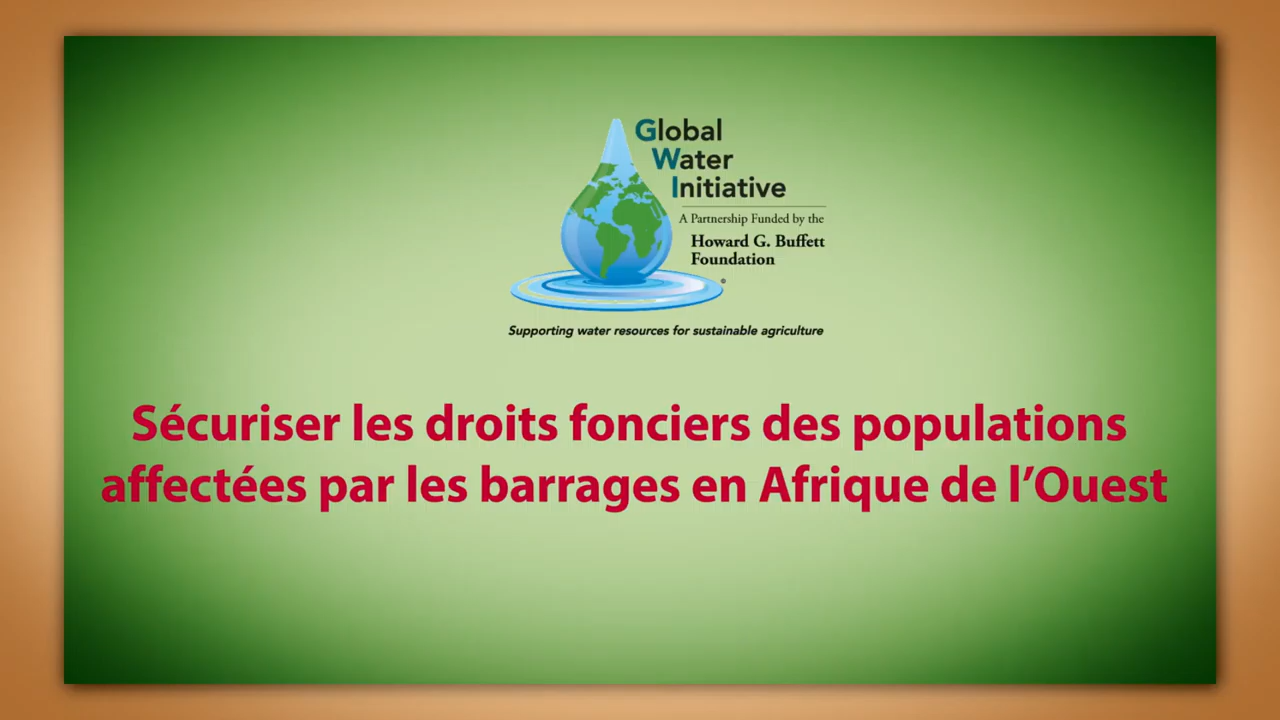 Global
Water
Initiative
A Partnership Funded by the
Howard G. Buffett
Foundation
©
Supporting water resources for sustainable agriculture
Sécuriser les droits fonciers des populations
affectées par les barrages en Afrique de l’Ouest